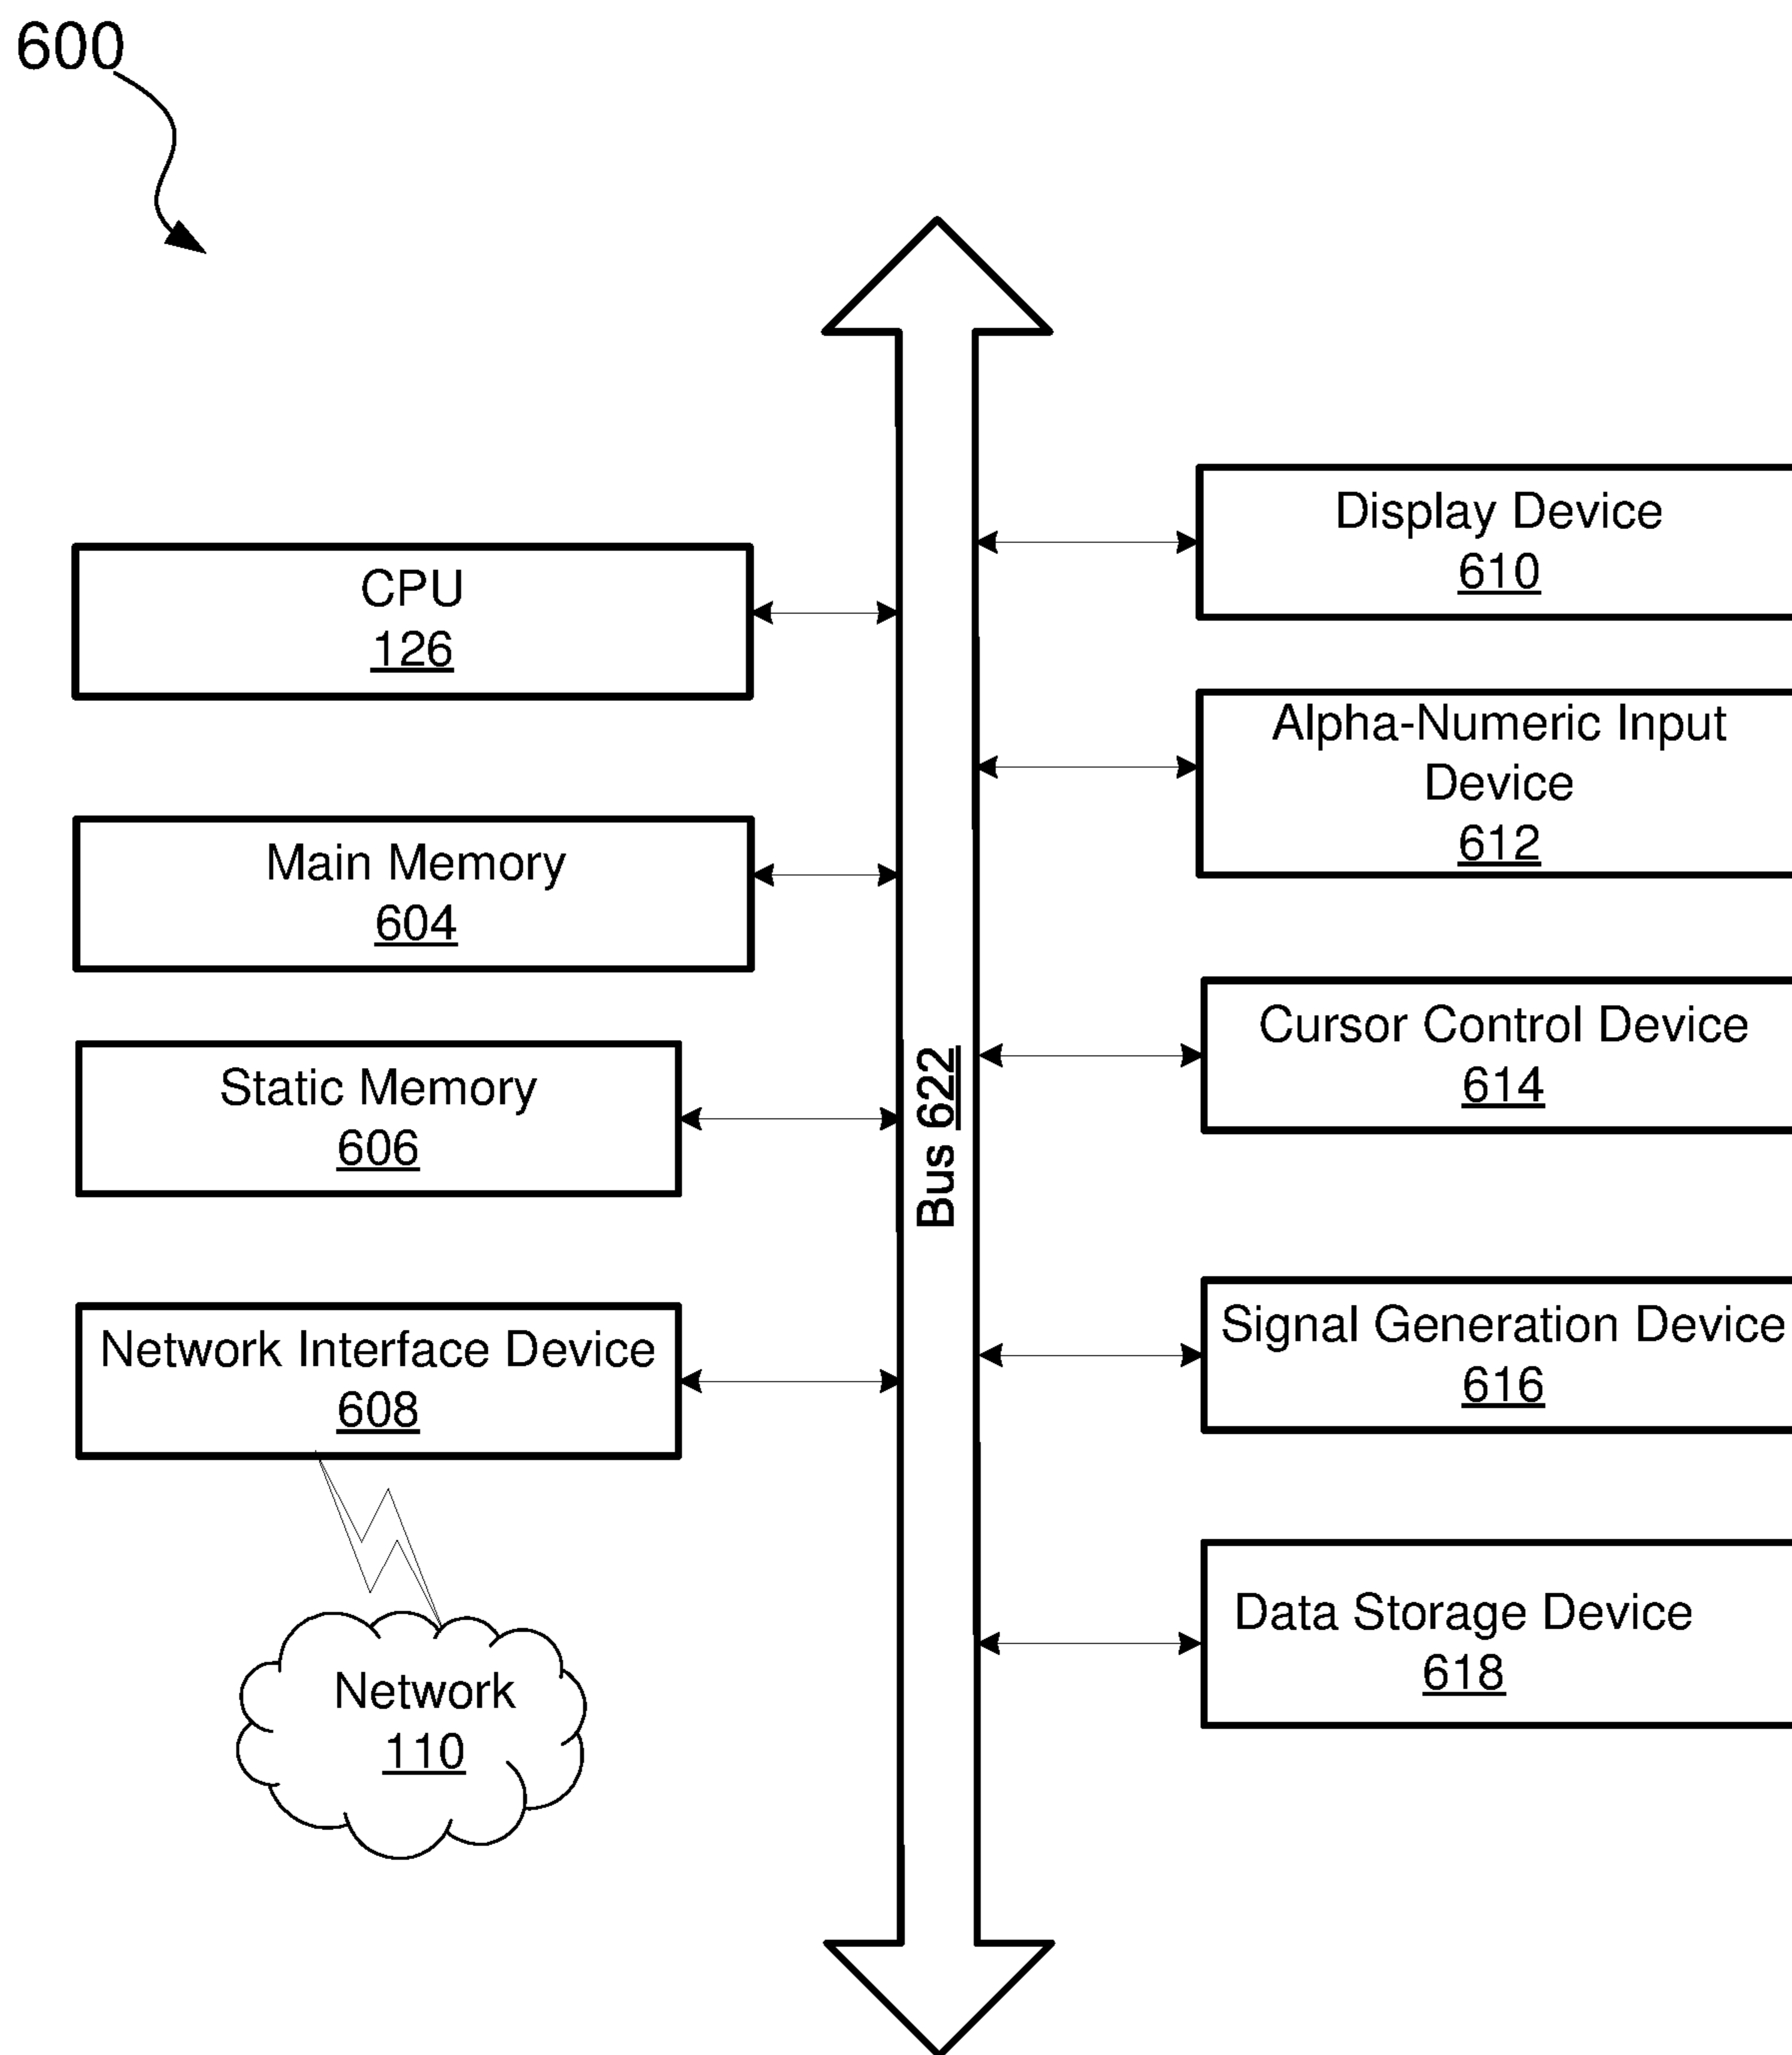 600
CPU
126
Main Memory
604
Static Memory
606
Network Interface Device
608
Network
110
Bus 622
Display Device
610
Alpha-Numeric Input
Device
612
Cursor Control Device
614
Signal Generation Device
616
Data Storage Device
618